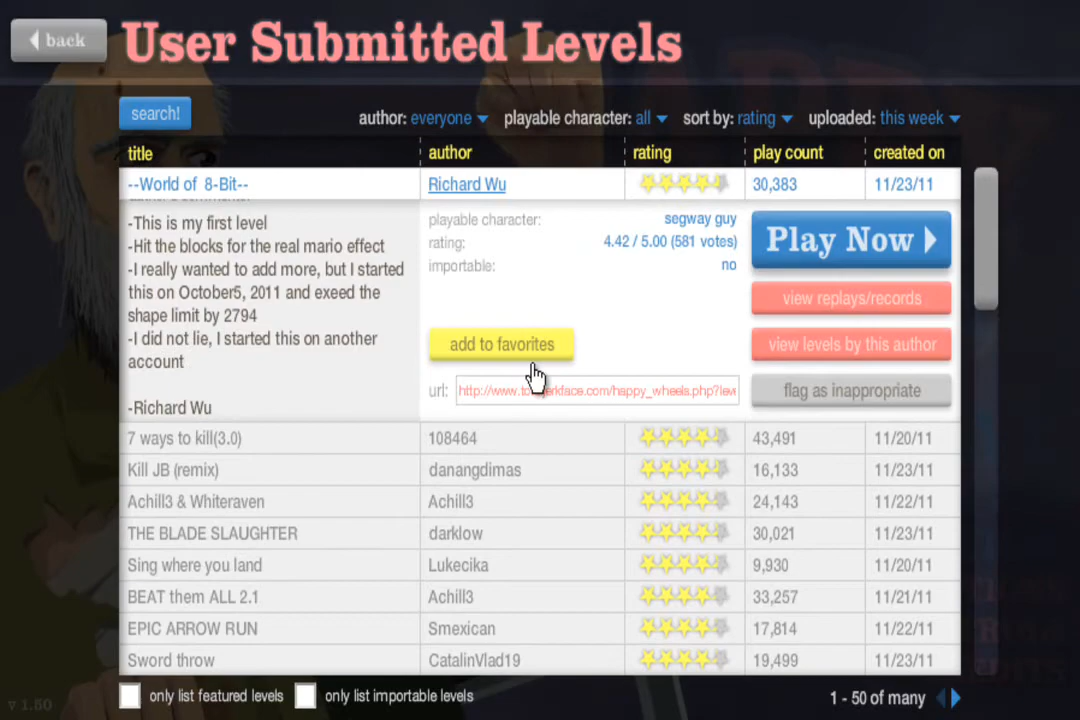 back
User Submitted Levels
search!
author: everyone playable character: all sort by: rating uploaded: this week
title author rating play count created on
--World of 8-Bit-- Richard Wu 30,383 11/23/11
-This is my first level
-Hit the blocks for the real mario effect
-I really wanted to add more, but I started
this on October5, 2011 and exeed the
shape limit by 2794
-I did not lie, I started this on another
account
-Richard Wu
playable character: segway guy
rating: 4.42 / 5.00 (581 votes)
importable: no
add to favorites
url: http://www.
Play Now
view replays/records
view levels by this author
flag as inappropriate
7 ways to kill(3.0) 108464 43,491 11/20/11
Kill JB (remix) danangdimas 16,133 11/23/11
Achill3 & Whiteraven Achill3 24,143 11/22/11
THE BLADE SLAUGHTER darklow 30,021 11/23/11
Sing where you land Lukecika 9,930 11/20/11
BEAT them ALL 2.1 Achill3 33,257 11/21/11
EPIC ARROW RUN Smexican 17,814 11/22/11
Sword throw CatalinVlad19 19,499 11/23/11
only list featured levels only list importable levels 1 - 50 of many
v 1.50